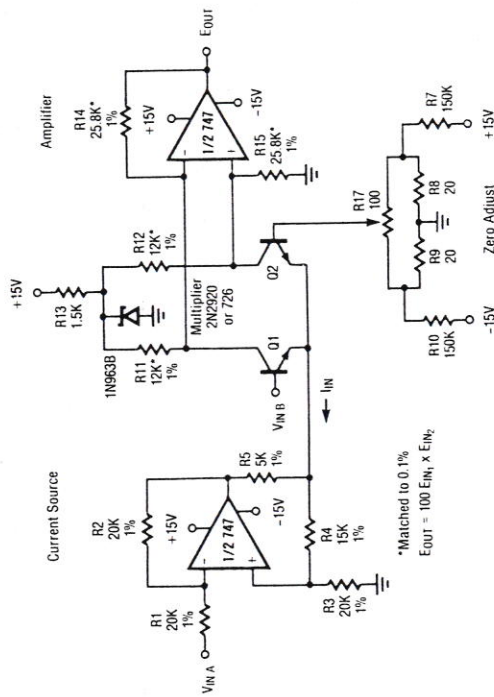 Current Source
Amplifier
+15V
R13
1.5K
1N963B
R11
12K*
1%
R12
12K*
1%
Multiplier
2N2920
or 726
R14
25.8K*
1%
+15V
-15V
1/2 747
-
+
EOUT
R15
25.8K*
1%
R2
20K
1%
+15V
-15V
1/2 747
-
+
R1
20K
1%
VIN A
R5
5K
1%
R4
15K
1%
R3
20K
1%
IIN
VIN B
Q1
Q2
R17
100
R9
20
R8
20
R10
150K
-15V
R7
150K
+15V
Zero Adjust
*Matched to 0.1%
EOUT = 100 EIN1 x EIN2